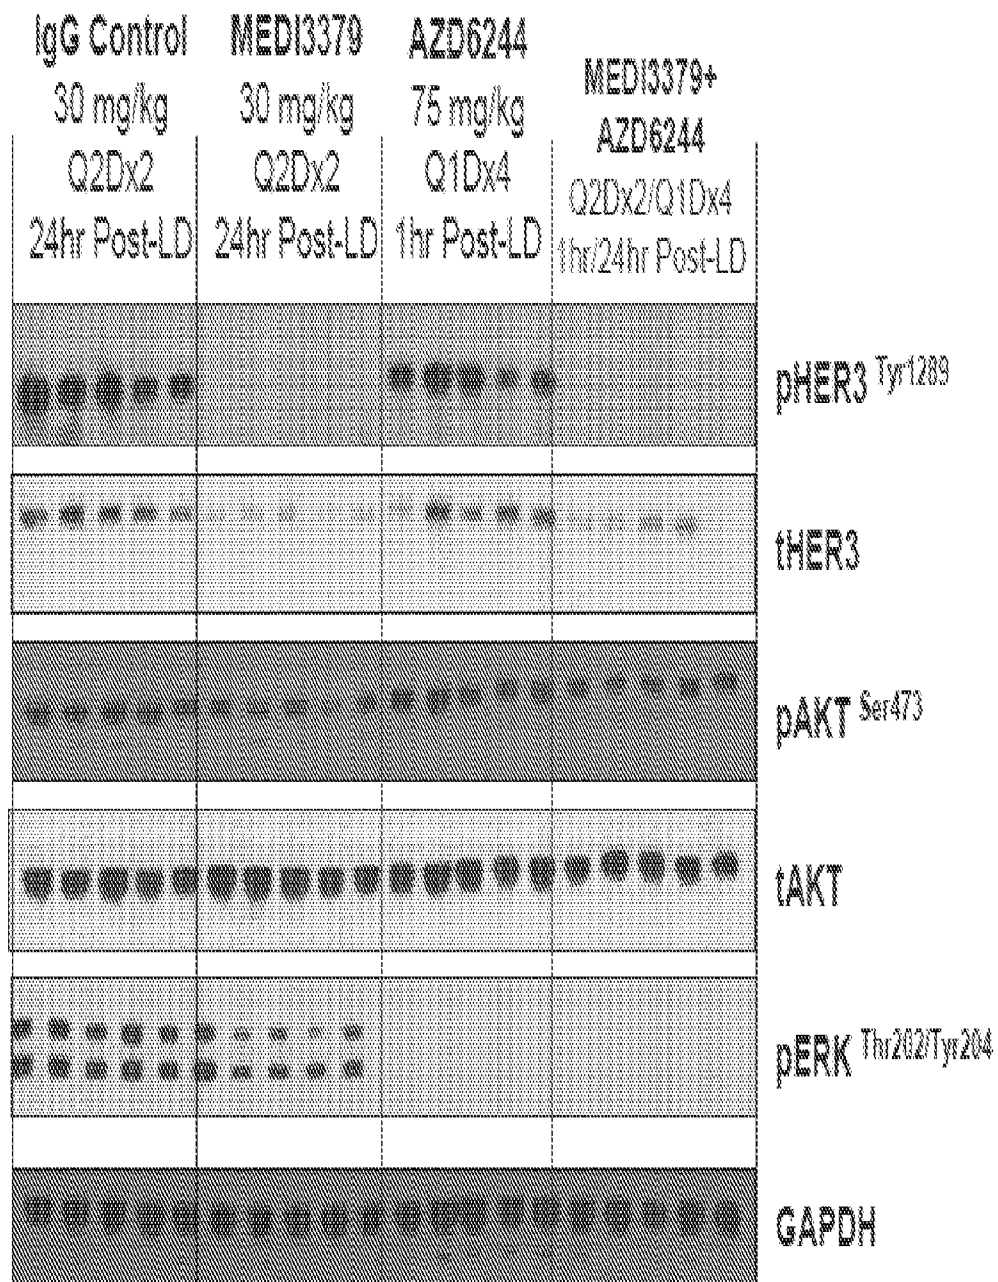 IgG Control
30 mg/kg
Q2Dx2
24hr Post-LD
MEDI3379
30 mg/kg
Q2Dx2
24hr Post-LD
AZD6244
75 mg/kg
Q1Dx4
1hr Post-LD
MEDI3379+
AZD6244
Q2Dx2/Q1Dx4
1hr/24hr Post-LD
pHER3 Tyr1289
tHER3
pAKT Ser473
tAKT
pERK Thr202/Tyr204
GAPDH